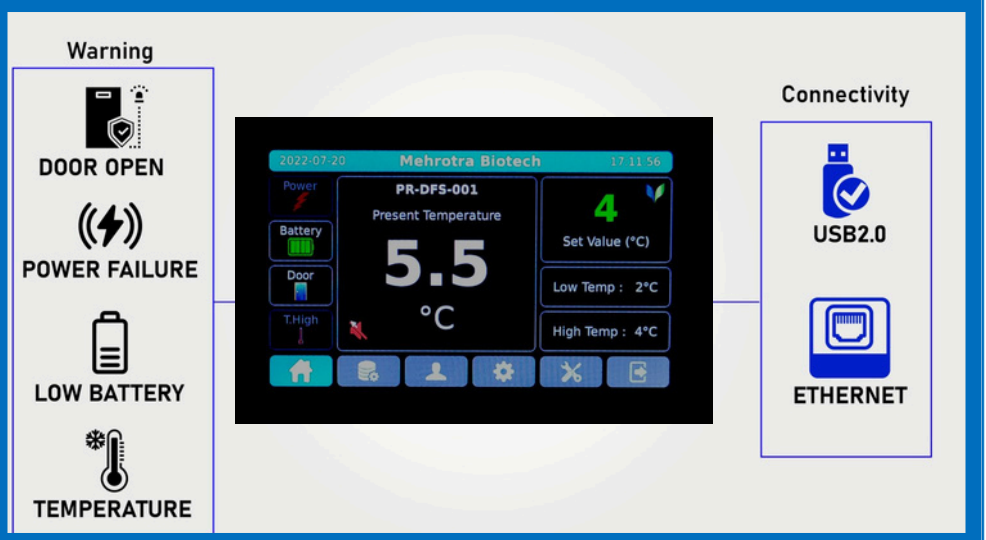 Warning
DOOR OPEN
POWER FAILURE
LOW BATTERY
TEMPERATURE
2022-07-20 Mehrotra Biotech 17 11 56
Power
Battery
Door
T.High
PR-DFS-001
Present Temperature
5.5
°C
4
Set Value (°C)
Low Temp : 2°C
High Temp : 4°C
Connectivity
USB2.0
ETHERNET